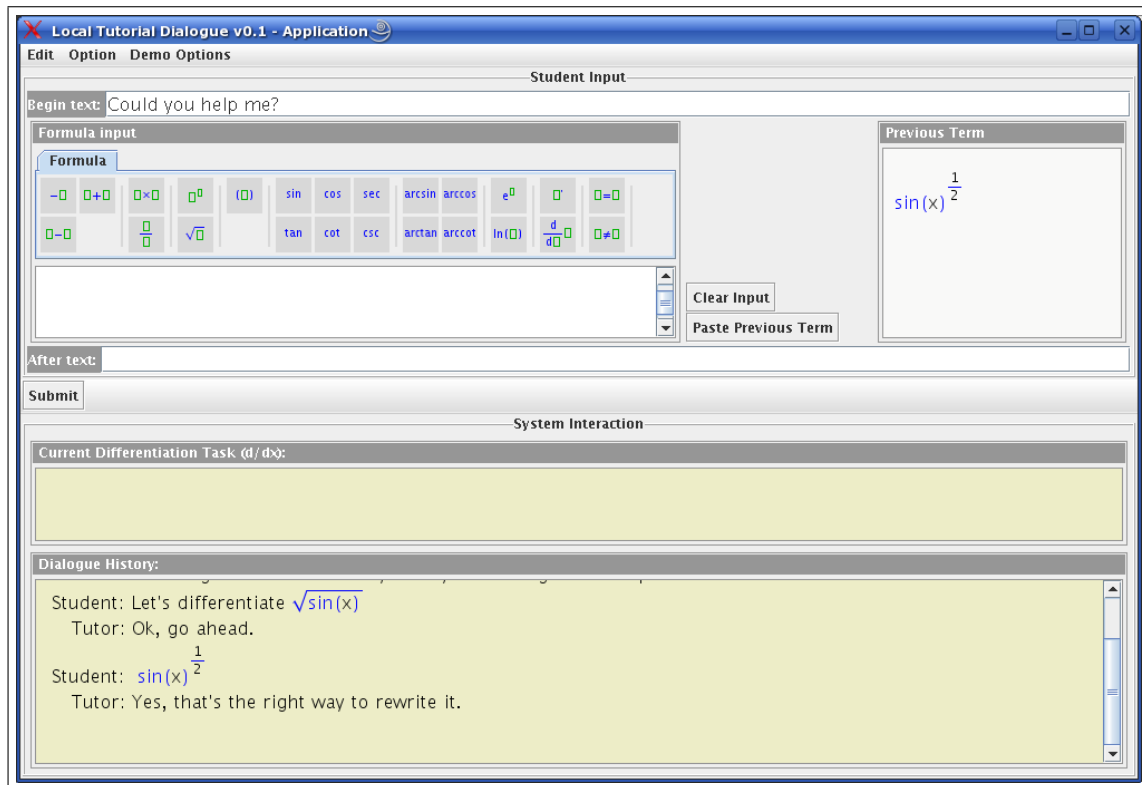 Local Tutorial Dialogue v0.1 - Application
Edit Option Demo Options
Student Input
Begin text: Could you help me?
Formula input
Previous Term
Formula
−□ □+□ □×□ □^□ (□) sin cos sec arcsin arccos e^□ □' □=□
□−□ □/□ √□ tan cot csc arctan arccot ln(□) d/d□ □ □≠□
sin(x)^1/2
Clear Input
Paste Previous Term
After text:
Submit
System Interaction
Current Differentiation Task (d/dx):
Dialogue History:
Student: Let's differentiate √sin(x)
Tutor: Ok, go ahead.
Student: sin(x)^1/2
Tutor: Yes, that's the right way to rewrite it.